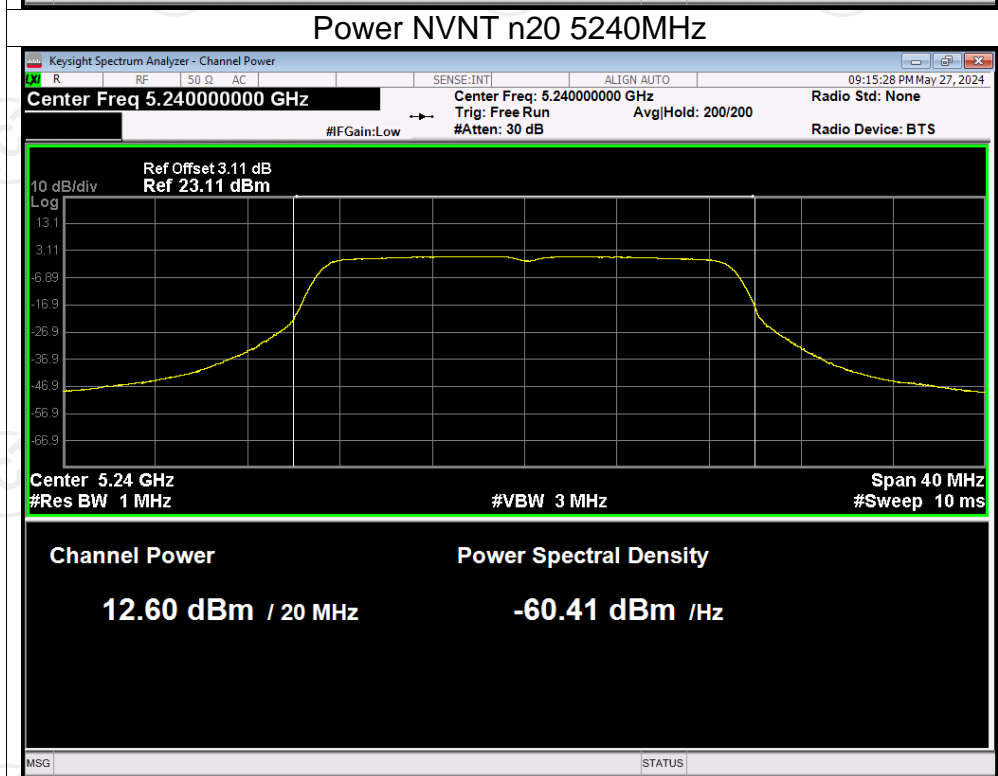 Power NVNT n20 5240MHz
Keysight Spectrum Analyzer - Channel Power
LXI R RF 50 Ω AC SENSE:INT ALIGN AUTO 09:15:28 PM May 27, 2024
Center Freq 5.240000000 GHz Center Freq: 5.240000000 GHz Radio Std: None
Trig: Free Run Avg|Hold: 200/200
#IFGain:Low #Atten: 30 dB Radio Device: BTS
Ref Offset 3.11 dB
10 dB/div Ref 23.11 dBm
Log
13.1
3.11
-6.89
-16.9
-26.9
-36.9
-46.9
-56.9
-66.9
Center 5.24 GHz Span 40 MHz
#Res BW 1 MHz #VBW 3 MHz #Sweep 10 ms
Channel Power Power Spectral Density
12.60 dBm / 20 MHz -60.41 dBm /Hz
MSG STATUS